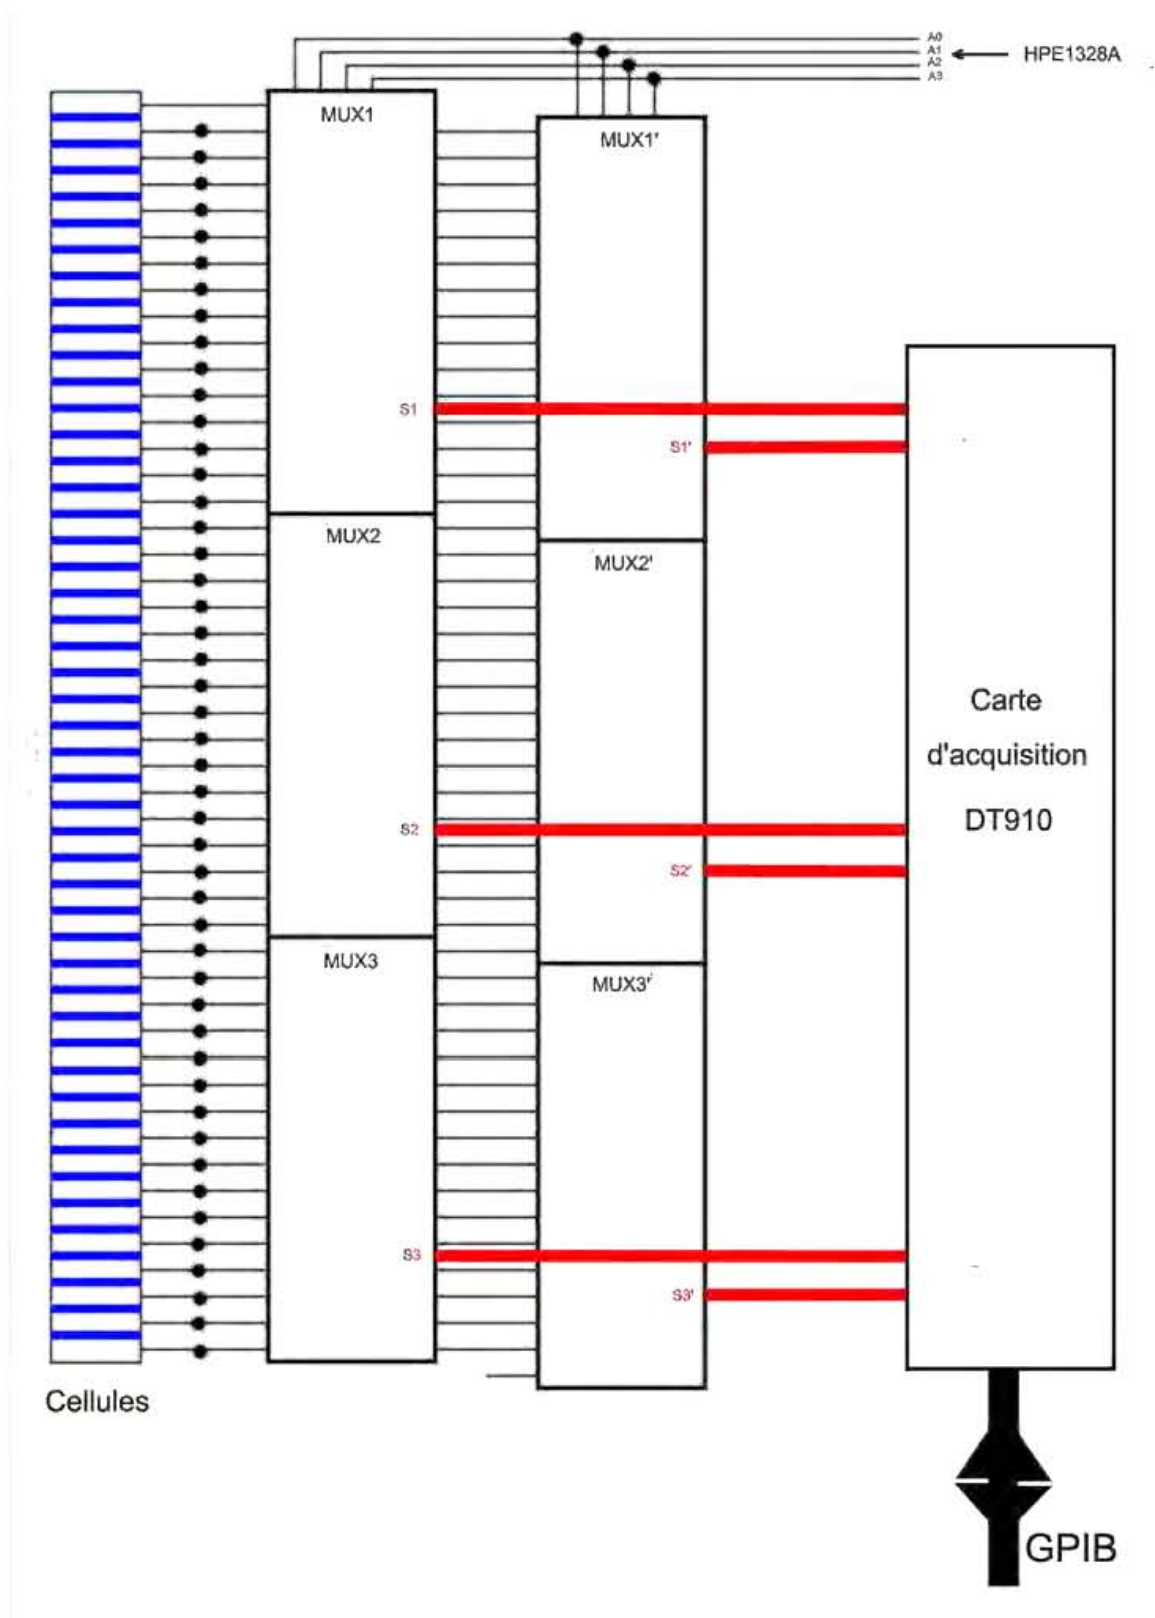 A0
A1
A2
A3
HPE1328A
MUX1
MUX1'
S1
S1'
MUX2
MUX2'
Carte
d'acquisition
DT910
S2
S2'
MUX3
MUX3'
S3
S3'
Cellules
GPIB